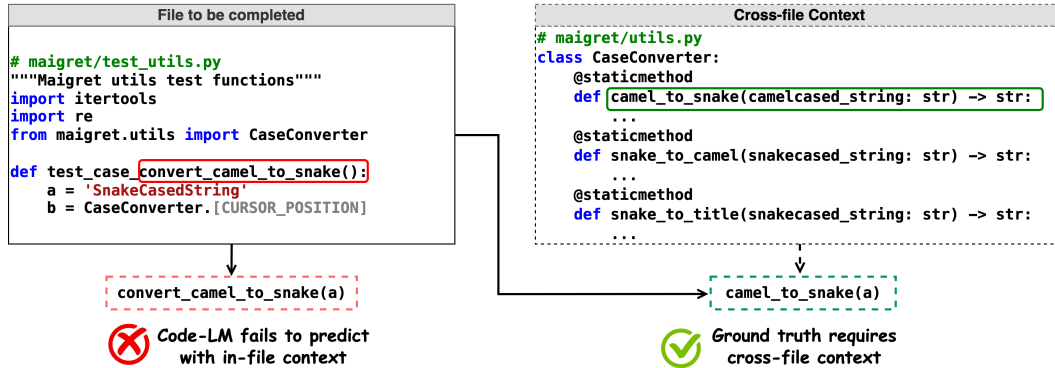 File to be completed
# maigret/test_utils.py
"""Maigret utils test functions"""
import itertools
import re
from maigret.utils import CaseConverter
def test_case_convert_camel_to_snake():
    a = 'SnakeCasedString'
    b = CaseConverter.[CURSOR_POSITION]
convert_camel_to_snake(a)
Code-LM fails to predict
with in-file context
Cross-file Context
# maigret/utils.py
class CaseConverter:
    @staticmethod
    def camel_to_snake(camelcased_string: str) -> str:
        ...
    @staticmethod
    def snake_to_camel(snakecased_string: str) -> str:
        ...
    @staticmethod
    def snake_to_title(snakecased_string: str) -> str:
        ...
camel_to_snake(a)
Ground truth requires
cross-file context